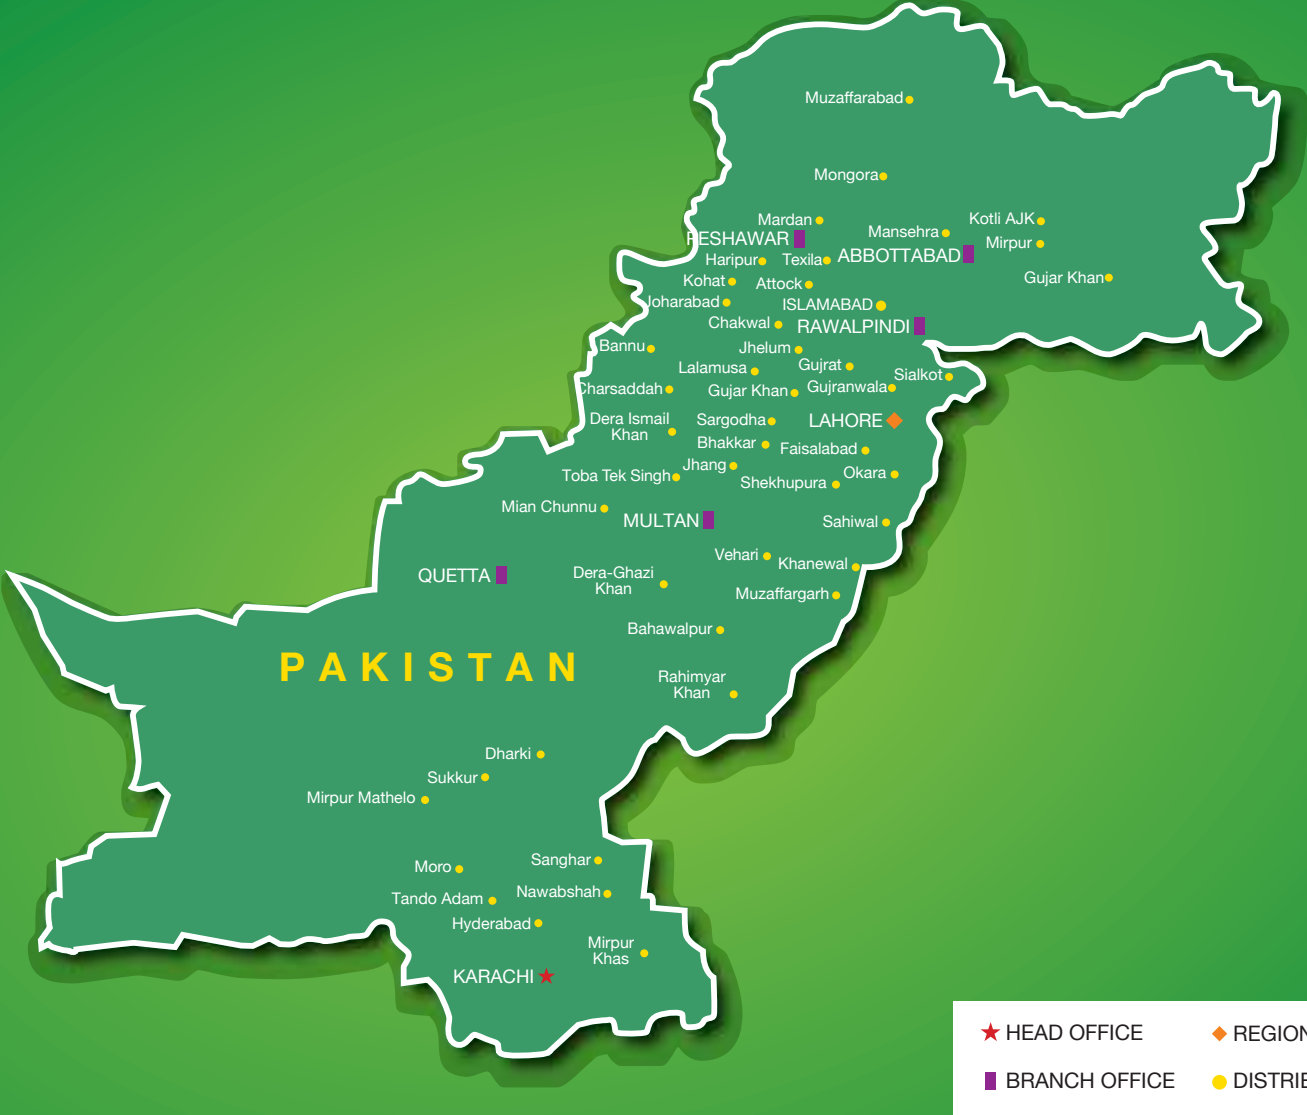 Muzaffarabad
Mongora
Mardan
Kotli AJK
Mansehra
PESHAWAR
Mirpur
ABBOTTABAD
Haripur
Texila
Gujar Khan
Kohat
Attock
Joharabad
ISLAMABAD
Chakwal
RAWALPINDI
Bannu
Jhelum
Lalamusa
Gujrat
Sialkot
Charsaddah
Gujar Khan
Gujranwala
Dera Ismail
Khan
Sargodha
LAHORE
Bhakkar
Faisalabad
Jhang
Toba Tek Singh
Okara
Shekhupura
Mian Chunnu
MULTAN
Sahiwal
Vehari
Khanewal
QUETTA
Dera-Ghazi
Khan
Muzaffargarh
Bahawalpur
PAKISTAN
Rahimyar
Khan
Dharki
Sukkur
Mirpur Mathelo
Sanghar
Moro
Nawabshah
Tando Adam
Hyderabad
Mirpur
Khas
KARACHI
HEAD OFFICE
REGION
BRANCH OFFICE